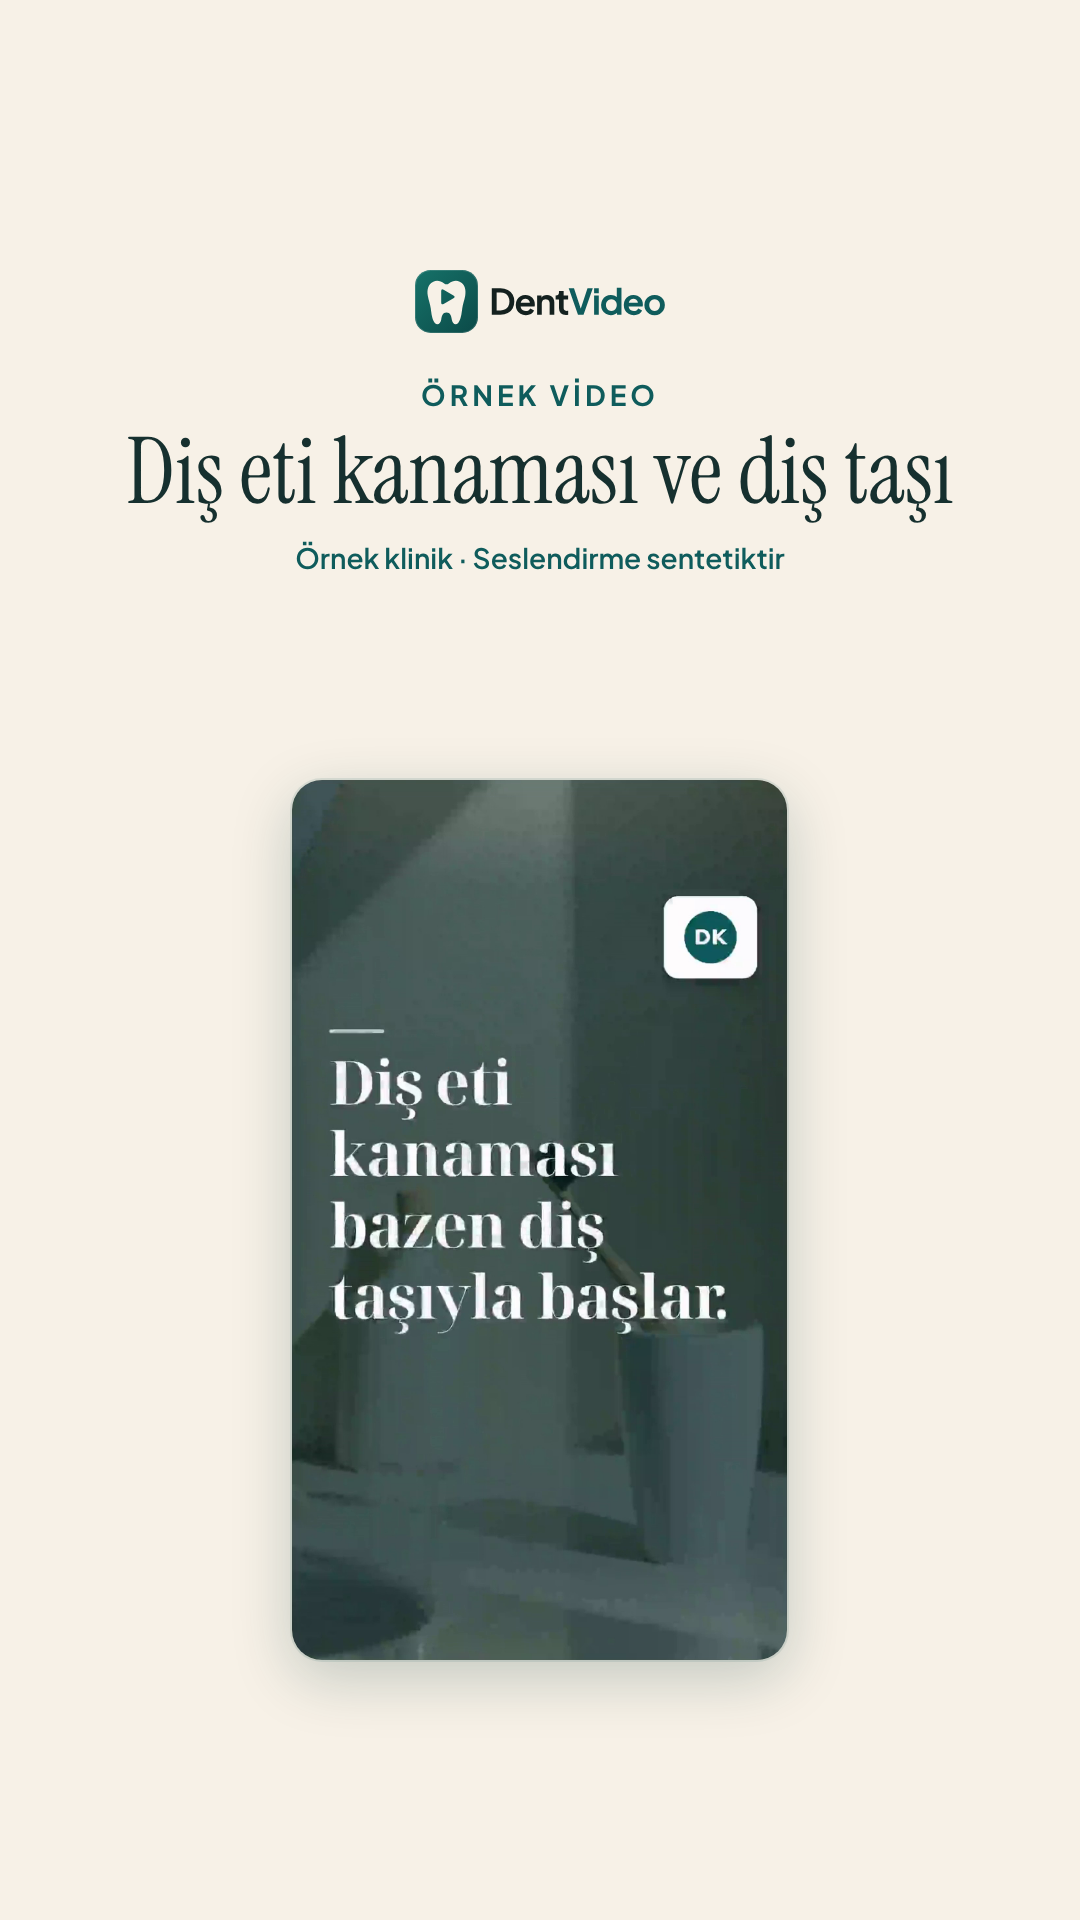 DentVideo
ÖRNEK VİDEO
Diş eti kanaması ve diş taşı
Örnek klinik · Seslendirme sentetiktir
DK
Diş eti
kanaması
bazen diş
taşıyla başlar.